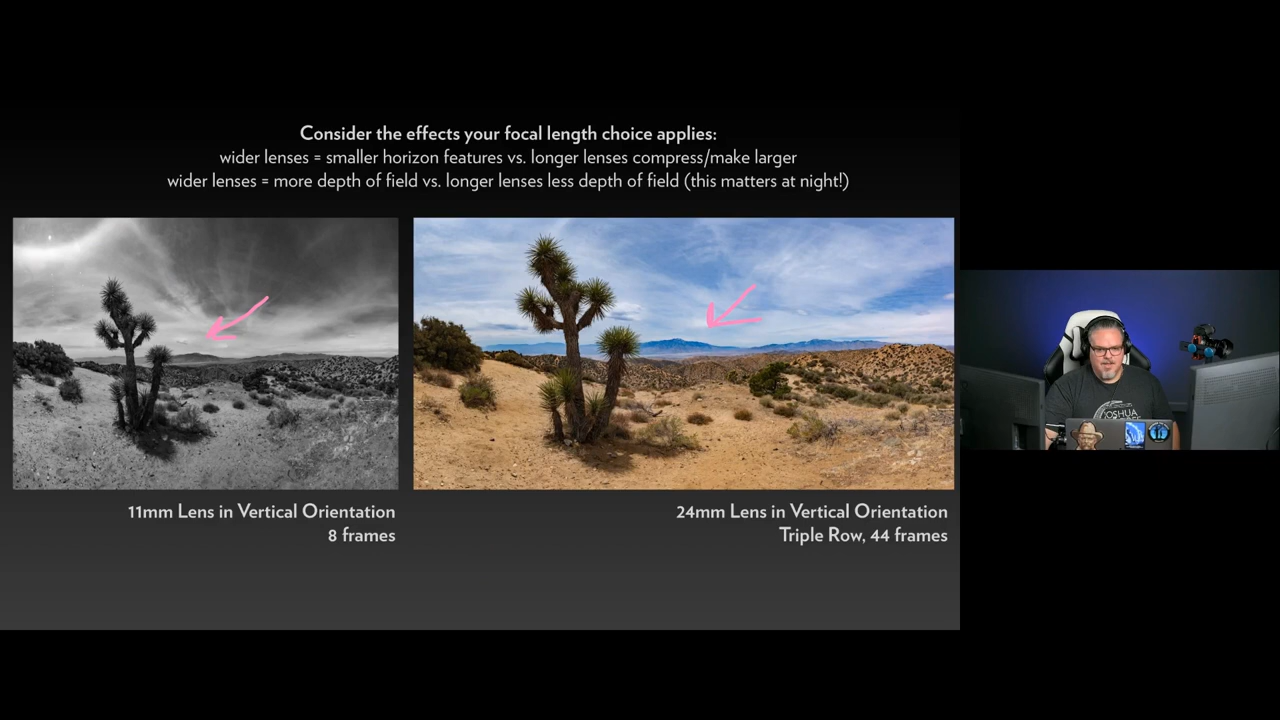 Consider the effects your focal length choice applies:
wider lenses = smaller horizon features vs. longer lenses compress/make larger
wider lenses = more depth of field vs. longer lenses less depth of field (this matters at night!)
11mm Lens in Vertical Orientation
8 frames
24mm Lens in Vertical Orientation
Triple Row, 44 frames
JOSHUA